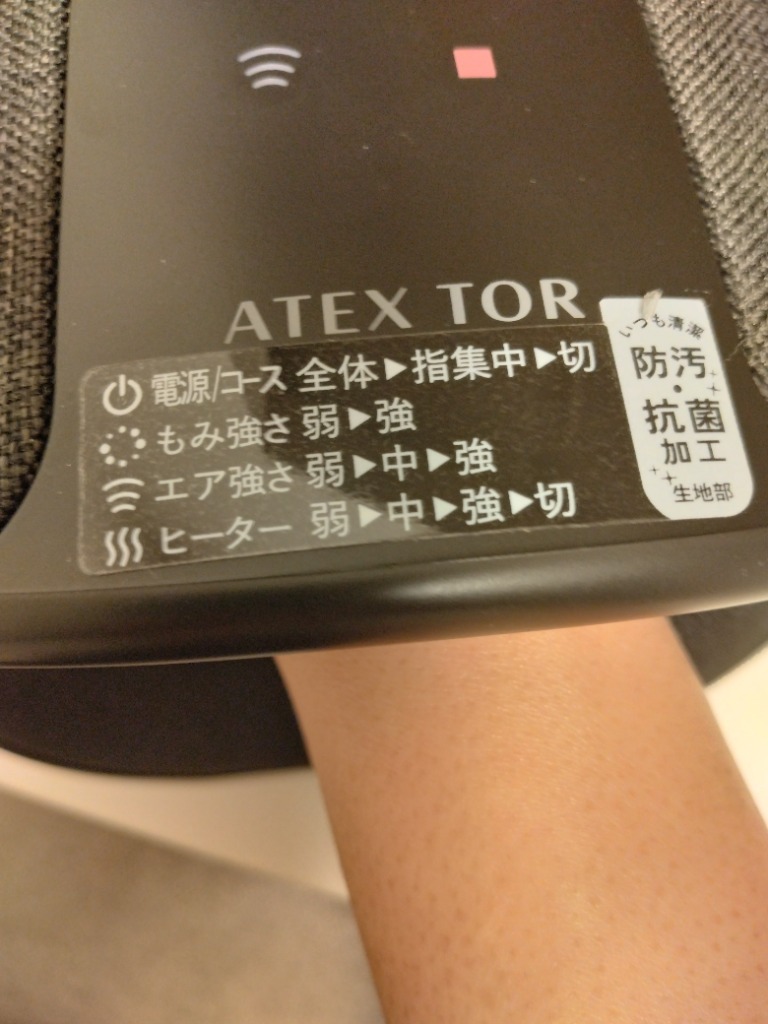 ATEX TOR
電源/コース 全体▶指集中▶切
もみ強さ 弱▶強
エア強さ 弱▶中▶強
ヒーター 弱▶中▶強▶切
いつも清潔
防汚
・
抗菌
加工
生地部